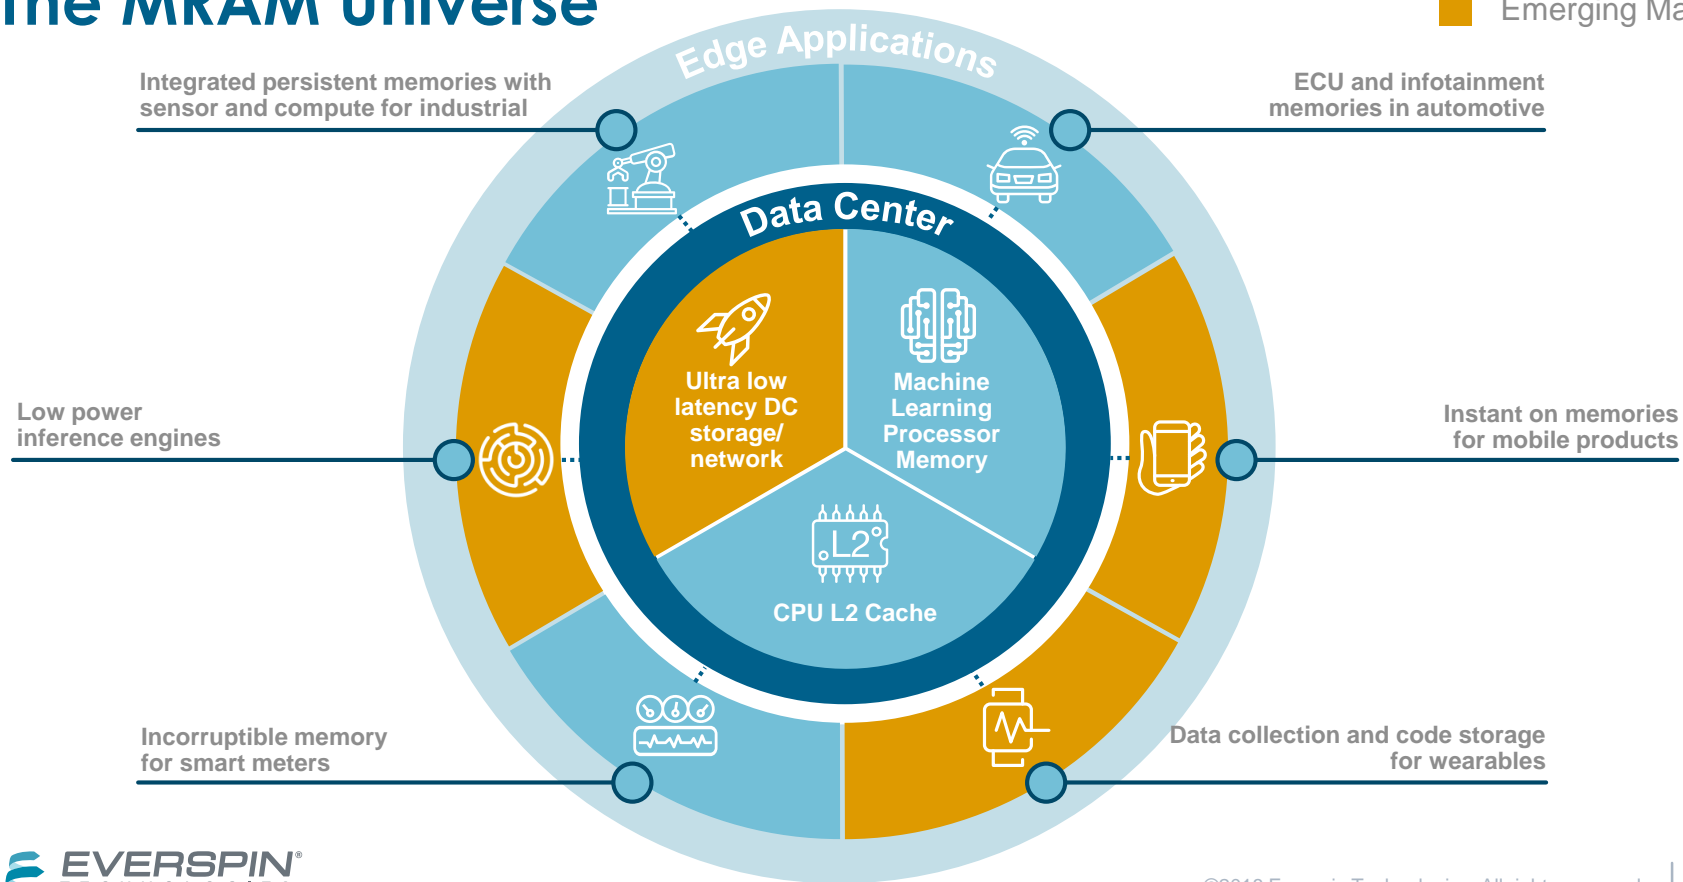 The MRAM Universe
Emerging
Edge Applications
Integrated persistent memories with
sensor and compute for industrial
ECU and infotainment
memories in automotive
Data Center
Ultra low
latency DC
storage/
network
Machine
Learning
Processor
Memory
Low power
inference engines
Instant on memories
for mobile products
L2
CPU L2 Cache
Incorruptible memory
for smart meters
Data collection and code storage
for wearables
EVERSPIN®